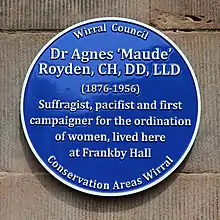 Wirral Council
Dr Agnes 'Maude'
Royden, CH, DD, LLD
(1876-1956)
Suffragist, pacifist and first
campaigner for the ordination
of women, lived here
at Frankby Hall
Conservation Areas Wirral